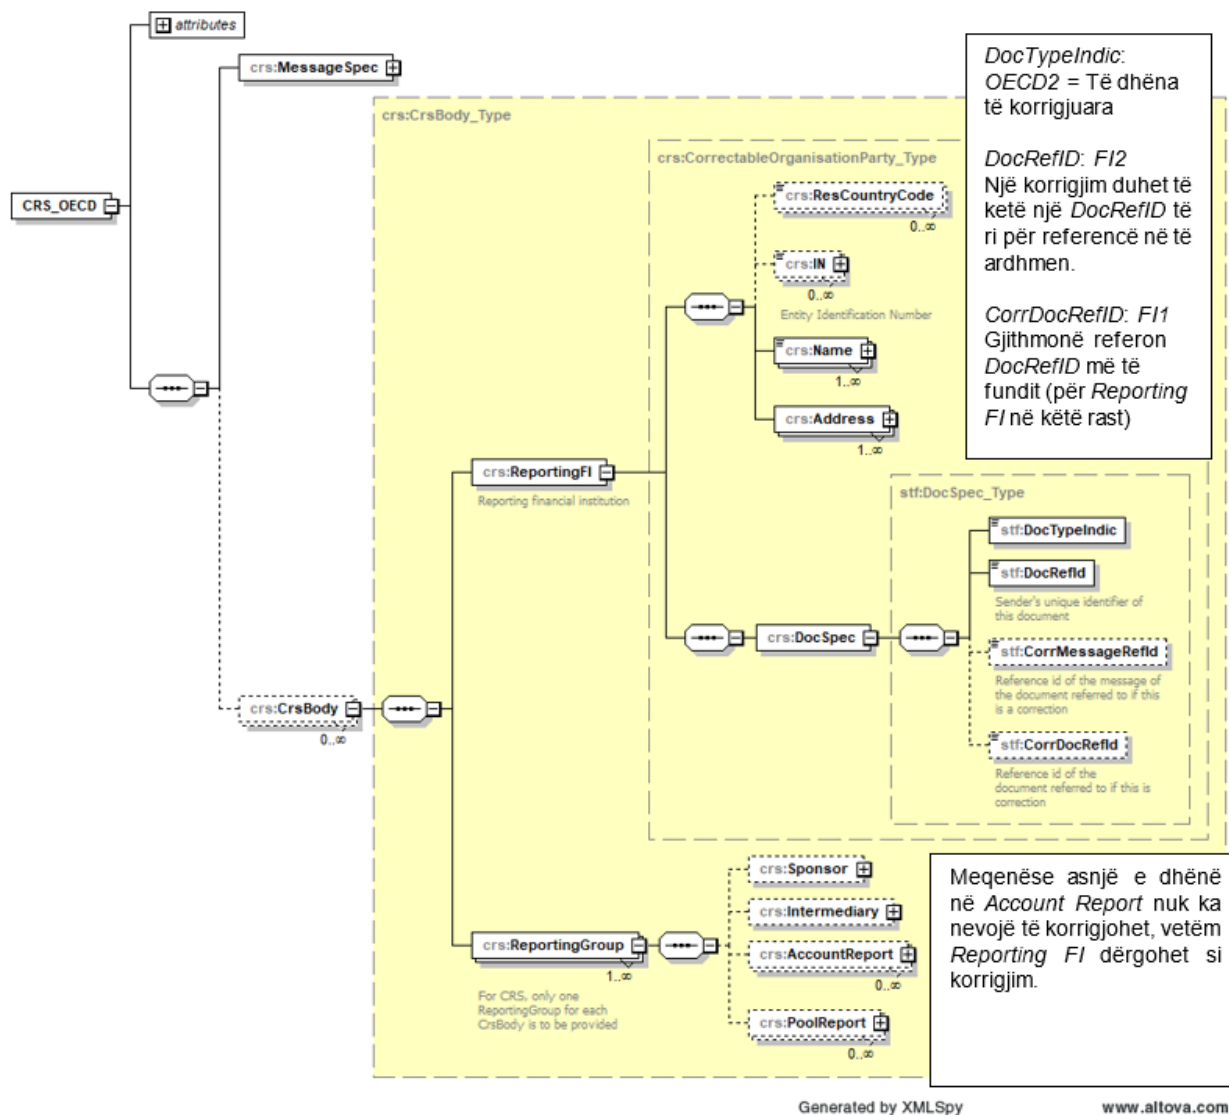 attributes
crs:MessageSpec
CRS_OECD
crs:CrsBody_Type
crs:CorrectableOrganisationParty_Type
crs:ResCountryCode
0..∞
crs:IN
0..∞
Entity Identification Number
crs:Name
1..∞
crs:Address
1..∞
DocTypeIndic:
OECD2 = Të dhëna
të korrigjuara
DocRefID: FI2
Një korrigjim duhet të
ketë një DocRefID të
ri për referencë në të
ardhmen.
CorrDocRefID: FI1
Gjithmonë referon
DocRefID më të
fundit (për Reporting
FI në këtë rast)
crs:ReportingFI
Reporting financial institution
stf:DocSpec_Type
stf:DocTypeIndic
stf:DocRefId
Sender's unique identifier of
this document
crs:DocSpec
stf:CorrMessageRefId
Reference id of the message of
the document referred to if this
is a correction
stf:CorrDocRefId
Reference id of the
document referred to if this is
correction
crs:CrsBody
0..∞
crs:ReportingGroup
1..∞
For CRS, only one
ReportingGroup for each
CrsBody is to be provided
crs:Sponsor
crs:Intermediary
crs:AccountReport
0..∞
crs:PoolReport
0..∞
Meqenëse asnjë e dhënë
në Account Report nuk ka
nevojë të korrigjohet, vetëm
Reporting FI dërgohet si
korrigjim.
Generated by XMLSpy
www.altova.com